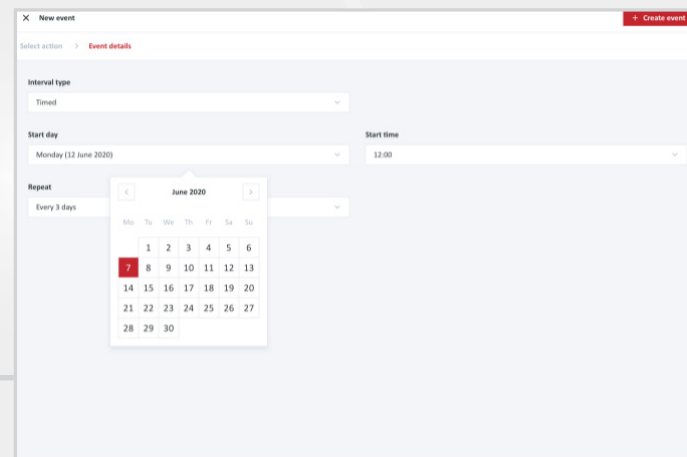 New event
+ Create event
Select action > Event details
Interval type
Timed
Start day
Start time
Monday (12 June 2020)
12:00
Repeat
Every 3 days
June 2020
Mo Tu We Th Fr Sa Su
1 2 3 4 5 6
7 8 9 10 11 12 13
14 15 16 17 18 19 20
21 22 23 24 25 26 27
28 29 30